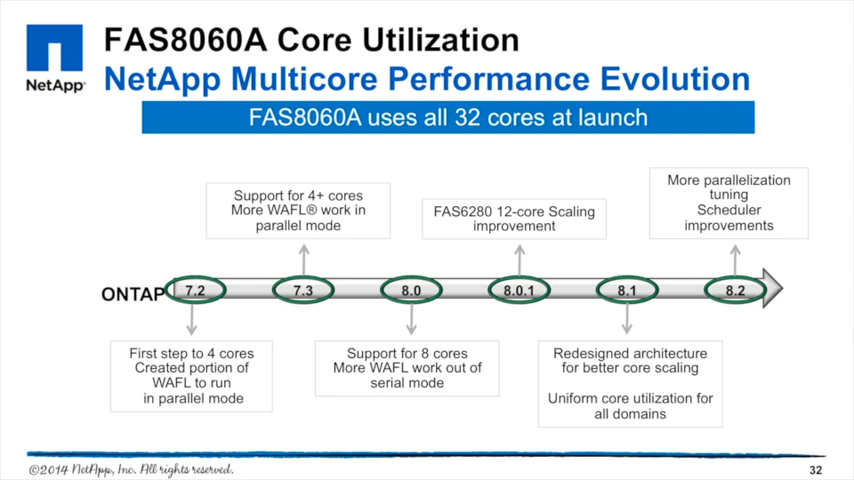 FAS8060A Core Utilization
NetApp Multicore Performance Evolution
NetApp®
FAS8060A uses all 32 cores at launch
Support for 4+ cores
More WAFL® work in
parallel mode
FAS6280 12-core Scaling
improvement
More parallelization
tuning
Scheduler
improvements
ONTAP
7.2
7.3
8.0
8.0.1
8.1
8.2
First step to 4 cores
Created portion of
WAFL to run
in parallel mode
Support for 8 cores
More WAFL work out of
serial mode
Redesigned architecture
for better core scaling
Uniform core utilization for
all domains
©2014 NetApp, Inc. All rights reserved.
32